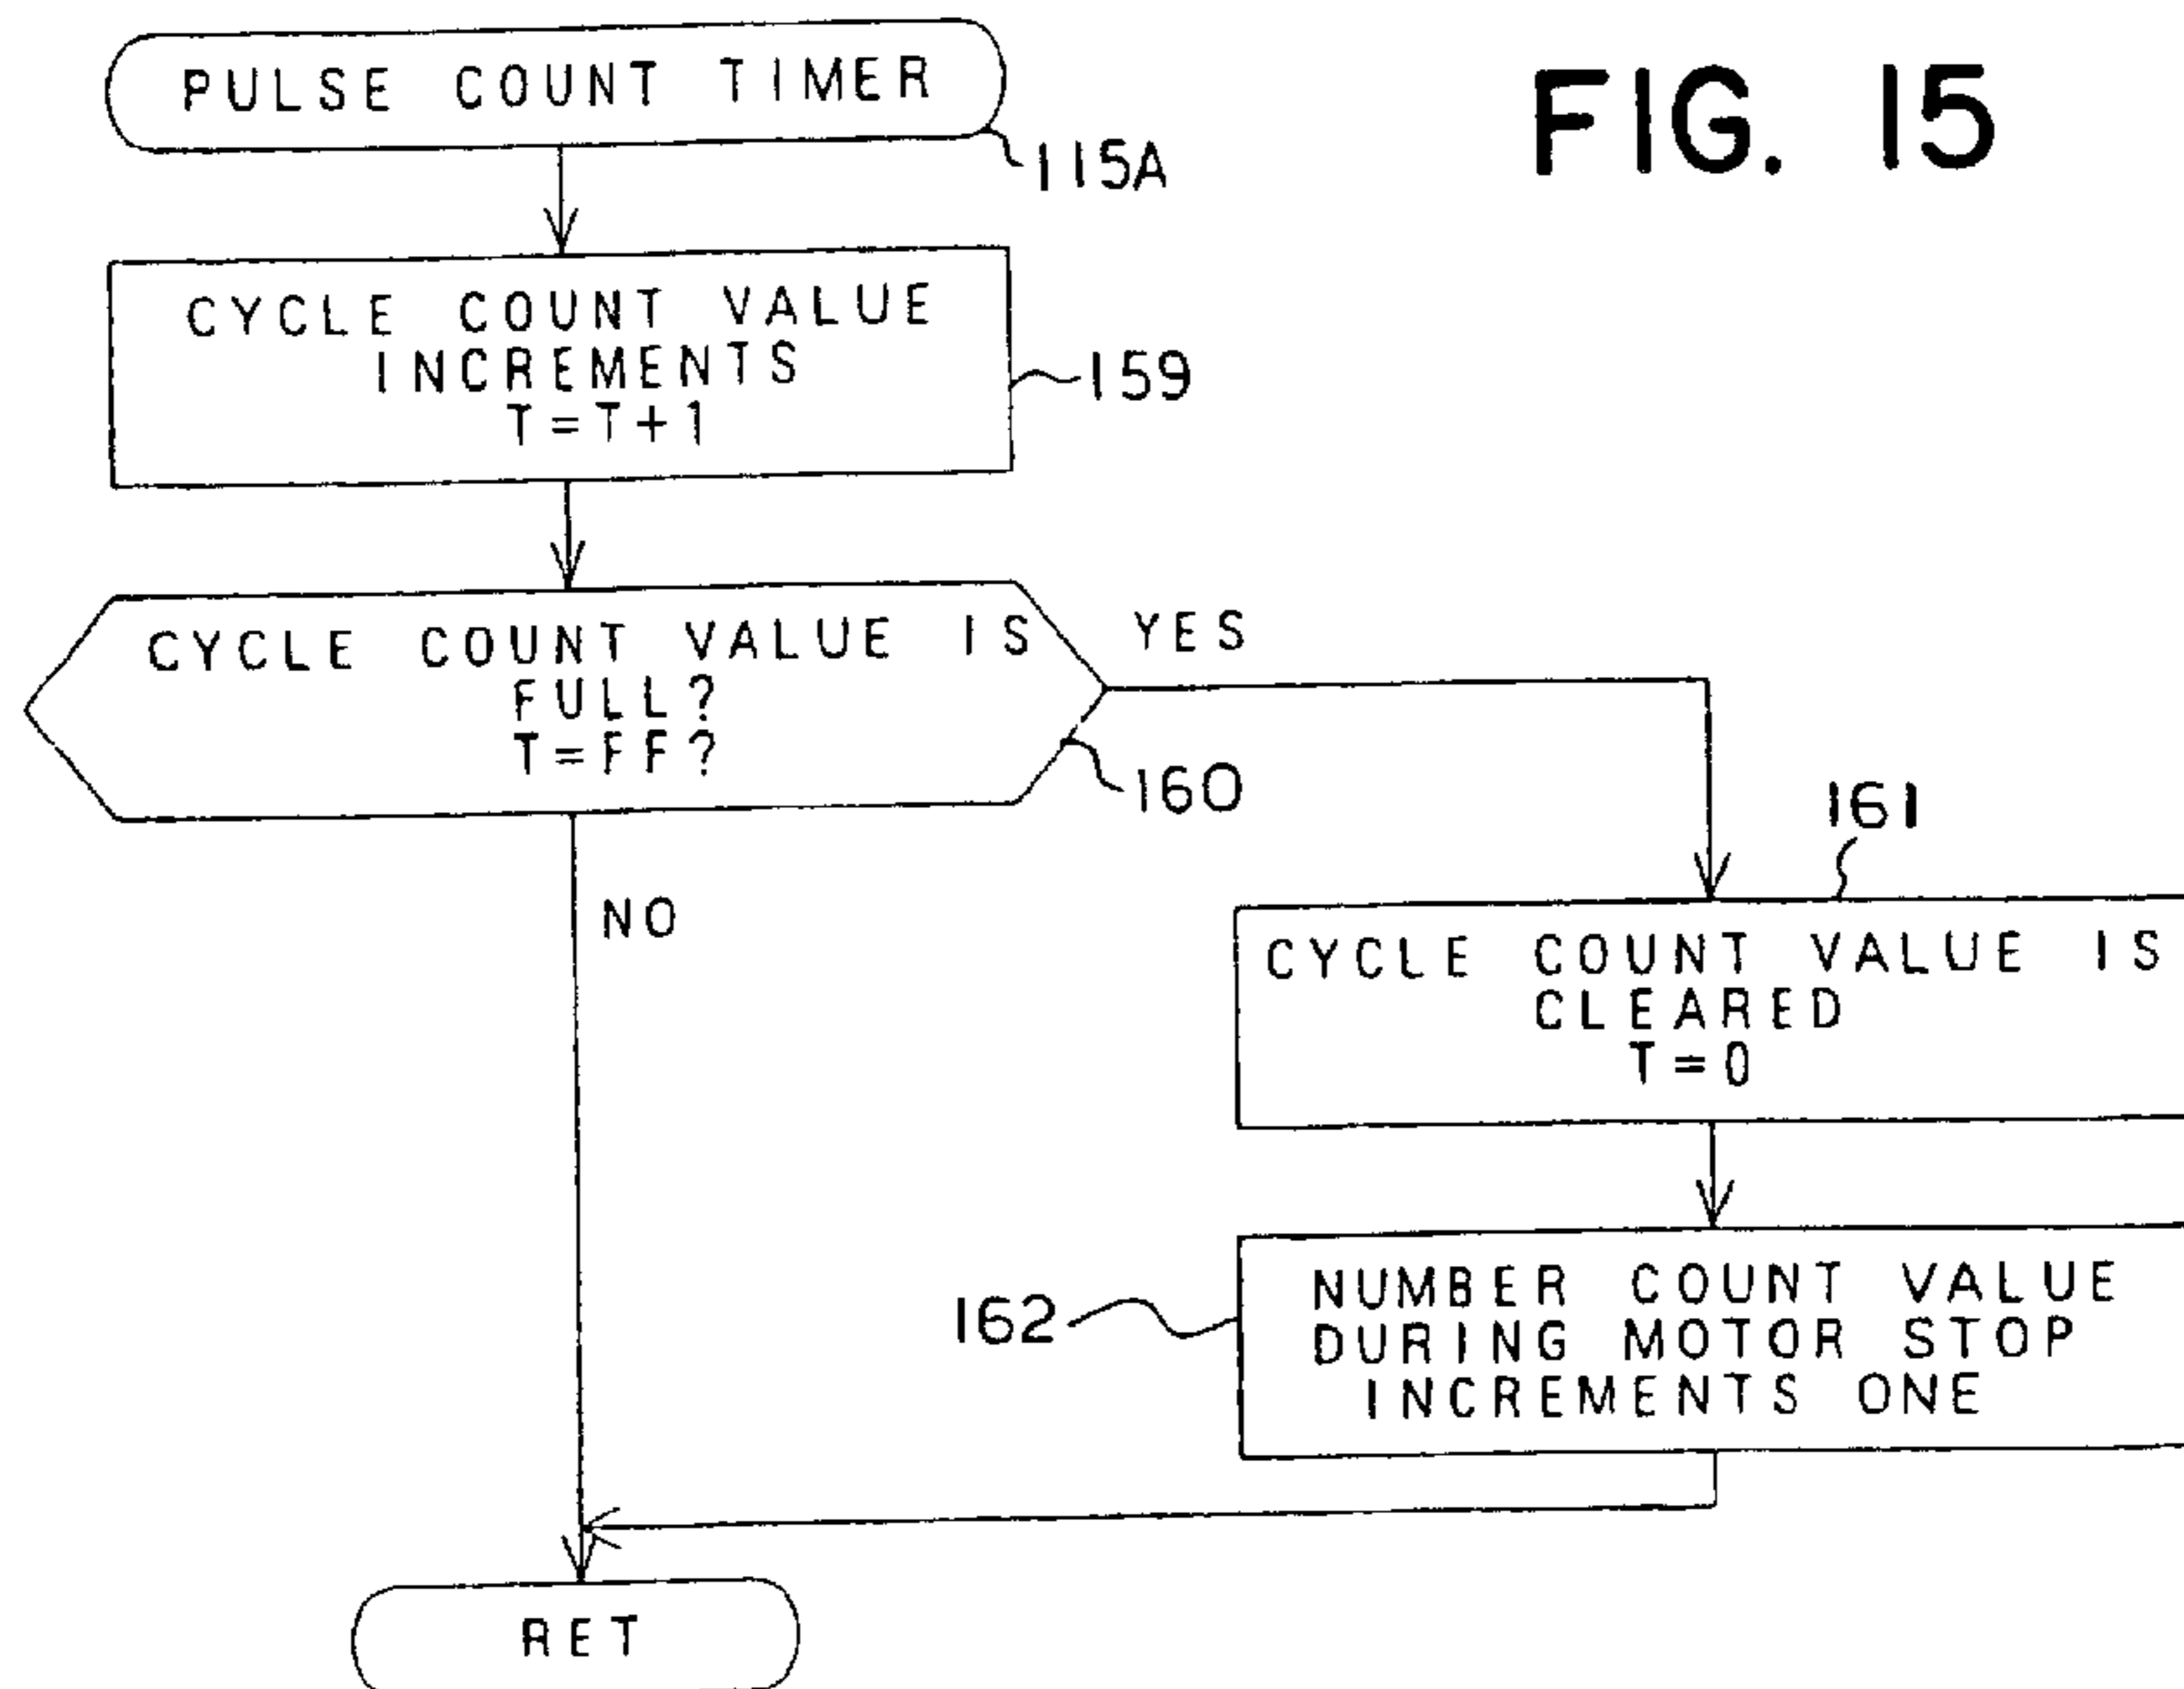 FIG. 15
PULSE COUNT TIMER
115A
CYCLE COUNT VALUE
INCREMENTS
T=T+1
159
CYCLE COUNT VALUE IS
FULL?
T=FF?
160
YES
NO
161
CYCLE COUNT VALUE IS
CLEARED
T=0
162
NUMBER COUNT VALUE
DURING MOTOR STOP
INCREMENTS ONE
RET